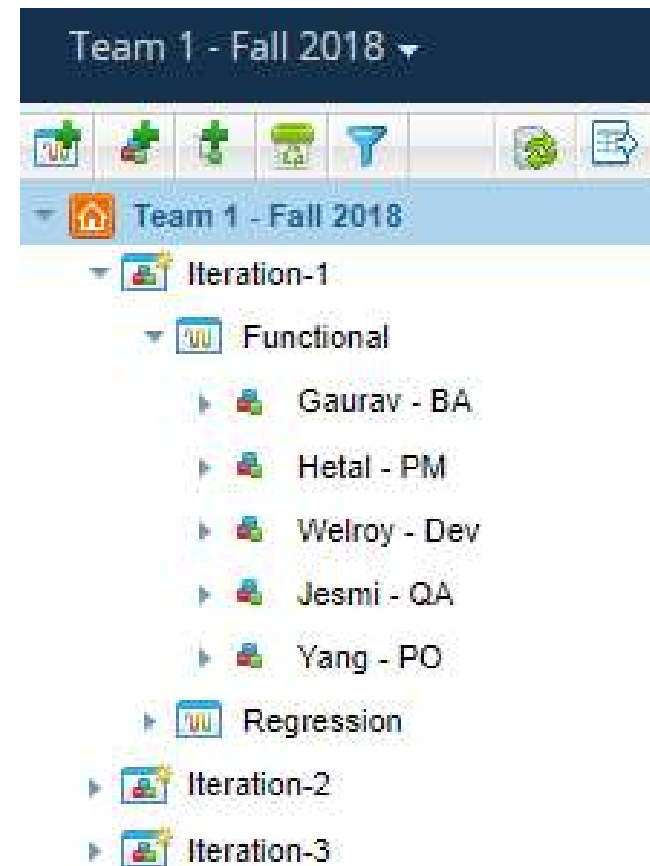 Team 1 - Fall 2018
Team 1 - Fall 2018
Iteration-1
Functional
Gaurav - BA
Hetal - PM
Welroy - Dev
Jesmi - QA
Yang - PO
Regression
Iteration-2
Iteration-3